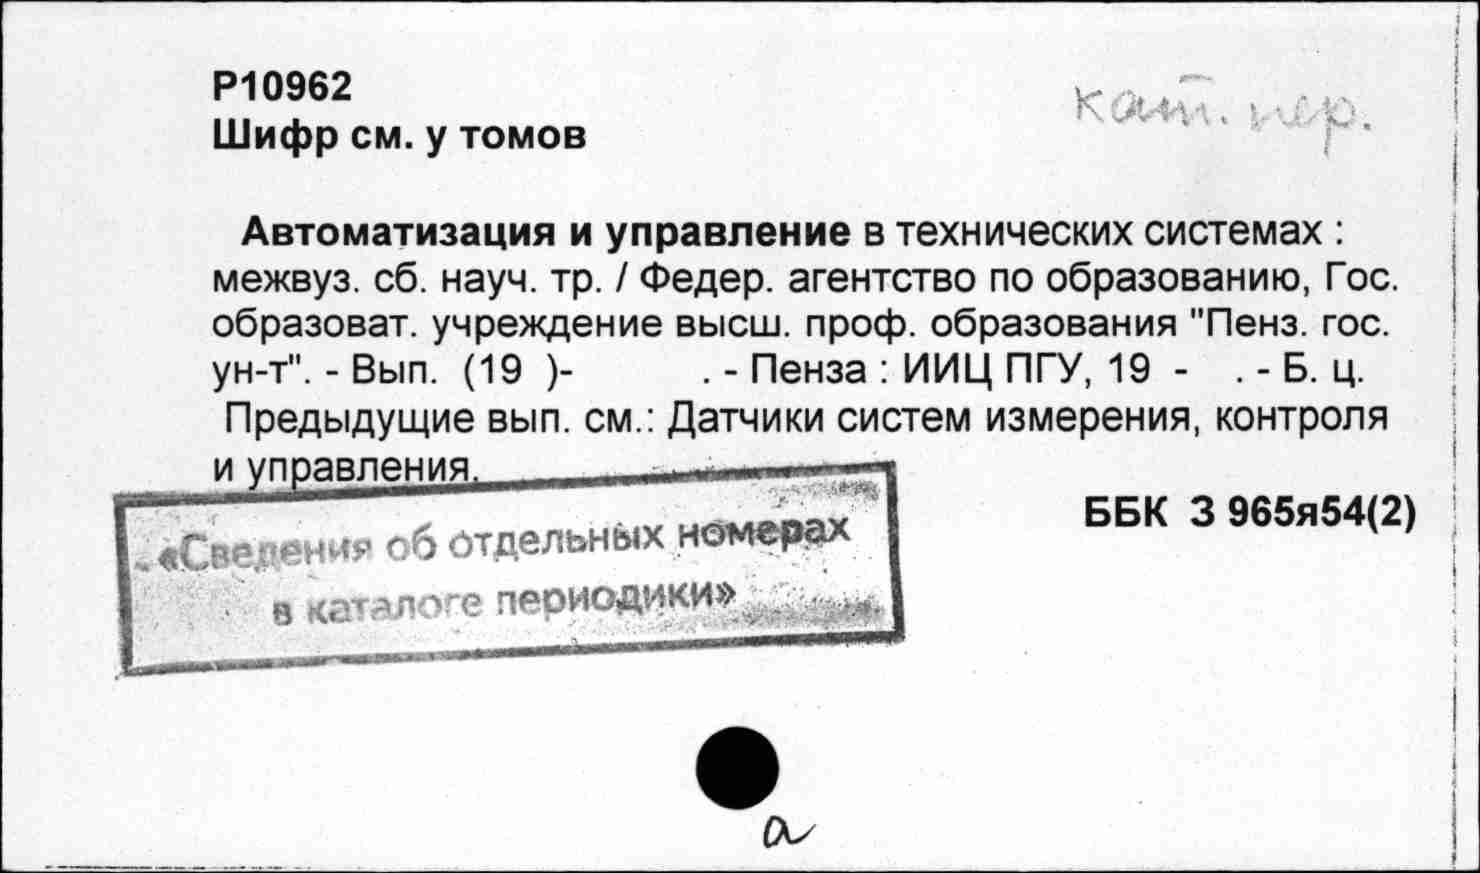 Р10962
кат. пер.
Шифр см. у томов
Автоматизация и управление в технических системах :
межвуз. сб. науч. тр. / Федер. агентство по образованию, Гос.
образоват. учреждение высш. проф. образования "Пенз. гос.
ун-т". - Вып. (19 )- . - Пенза : ИИЦ ПГУ, 19 - . - Б. ц.
Предыдущие вып. см.: Датчики систем измерения, контроля
и управления.
ББК З 965я54(2)
«Сведения об отдельных номерах
в каталоге периодики»
а